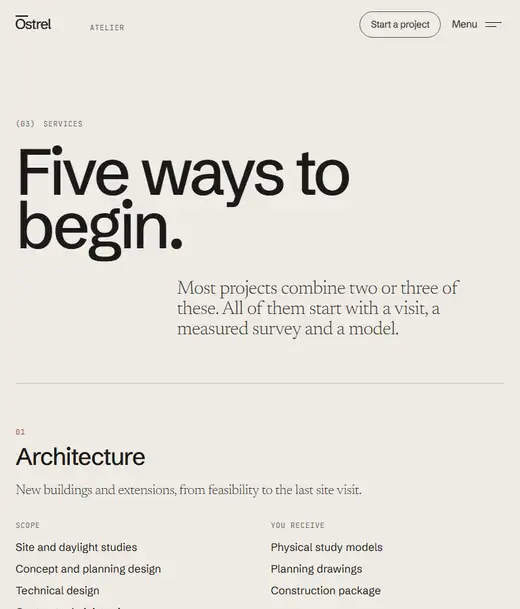 Ōstrel
ATELIER
Start a project
Menu
(03) SERVICES
Five ways to
begin.
Most projects combine two or three of
these. All of them start with a visit, a
measured survey and a model.
01
Architecture
New buildings and extensions, from feasibility to the last site visit.
SCOPE
YOU RECEIVE
Site and daylight studies
Physical study models
Concept and planning design
Planning drawings
Technical design
Construction package